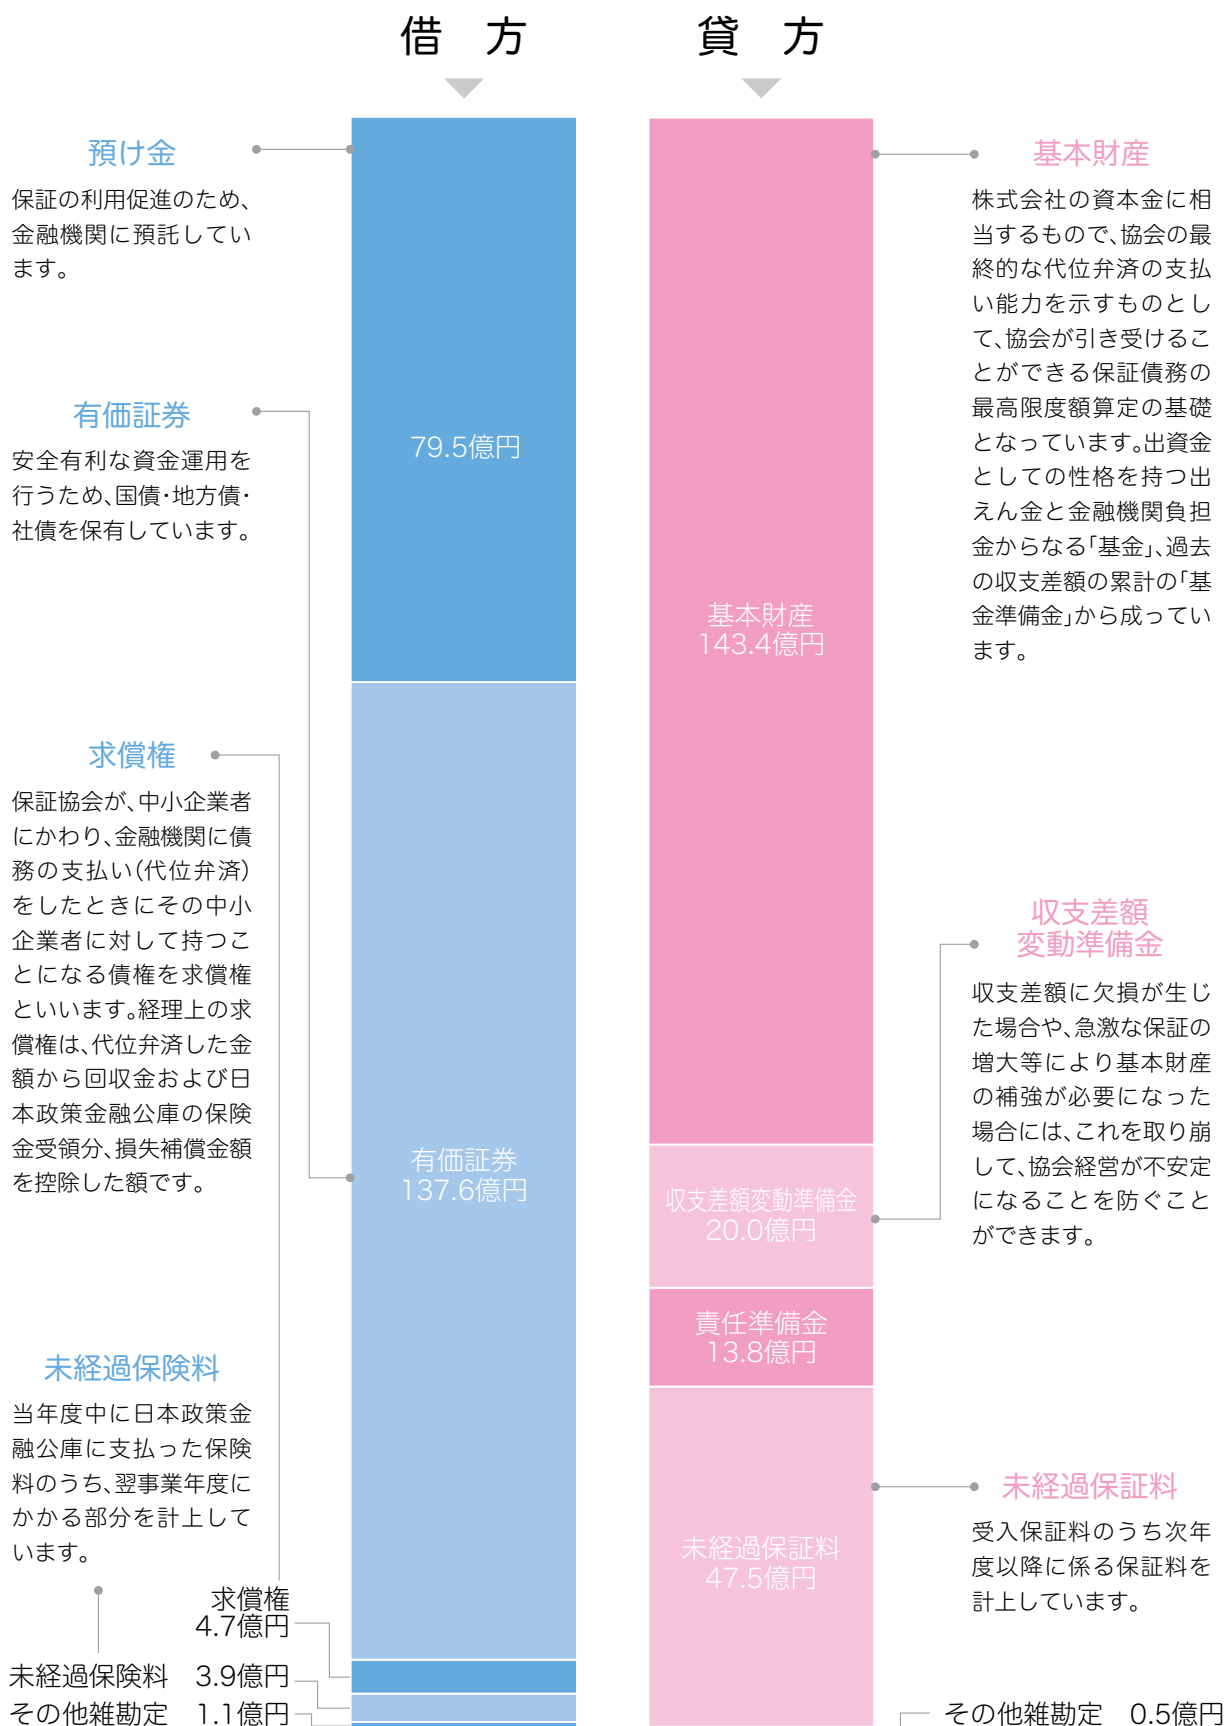 借　方
貸　方
預け金
保証の利用促進のため、
金融機関に預託してい
ます。
有価証券
安全有利な資金運用を
行うため、国債・地方債・
社債を保有しています。
求償権
保証協会が、中小企業者
にかわり、金融機関に債
務の支払い(代位弁済)
をしたときにその中小
企業者に対して持つこ
とになる債権を求償権
といいます。経理上の求
償権は、代位弁済した金
額から回収金および日
本政策金融公庫の保険
金受領分、損失補償金額
を控除した額です。
未経過保険料
当年度中に日本政策金
融公庫に支払った保険
料のうち、翌事業年度に
かかる部分を計上して
います。
求償権
4.7億円
未経過保険料　3.9億円
その他雑勘定　1.1億円
79.5億円
有価証券
137.6億円
基本財産
143.4億円
収支差額変動準備金
20.0億円
責任準備金
13.8億円
未経過保証料
47.5億円
基本財産
株式会社の資本金に相
当するもので、協会の最
終的な代位弁済の支払
い能力を示すものとし
て、協会が引き受けるこ
とができる保証債務の
最高限度額算定の基礎
となっています。出資金
としての性格を持つ出
えん金と金融機関負担
金からなる「基金」、過去
の収支差額の累計の「基
金準備金」から成ってい
ます。
収支差額
変動準備金
収支差額に欠損が生じ
た場合や、急激な保証の
増大等により基本財産
の補強が必要になった
場合には、これを取り崩
して、協会経営が不安定
になることを防ぐこと
ができます。
未経過保証料
受入保証料のうち次年
度以降に係る保証料を
計上しています。
その他雑勘定　0.5億円